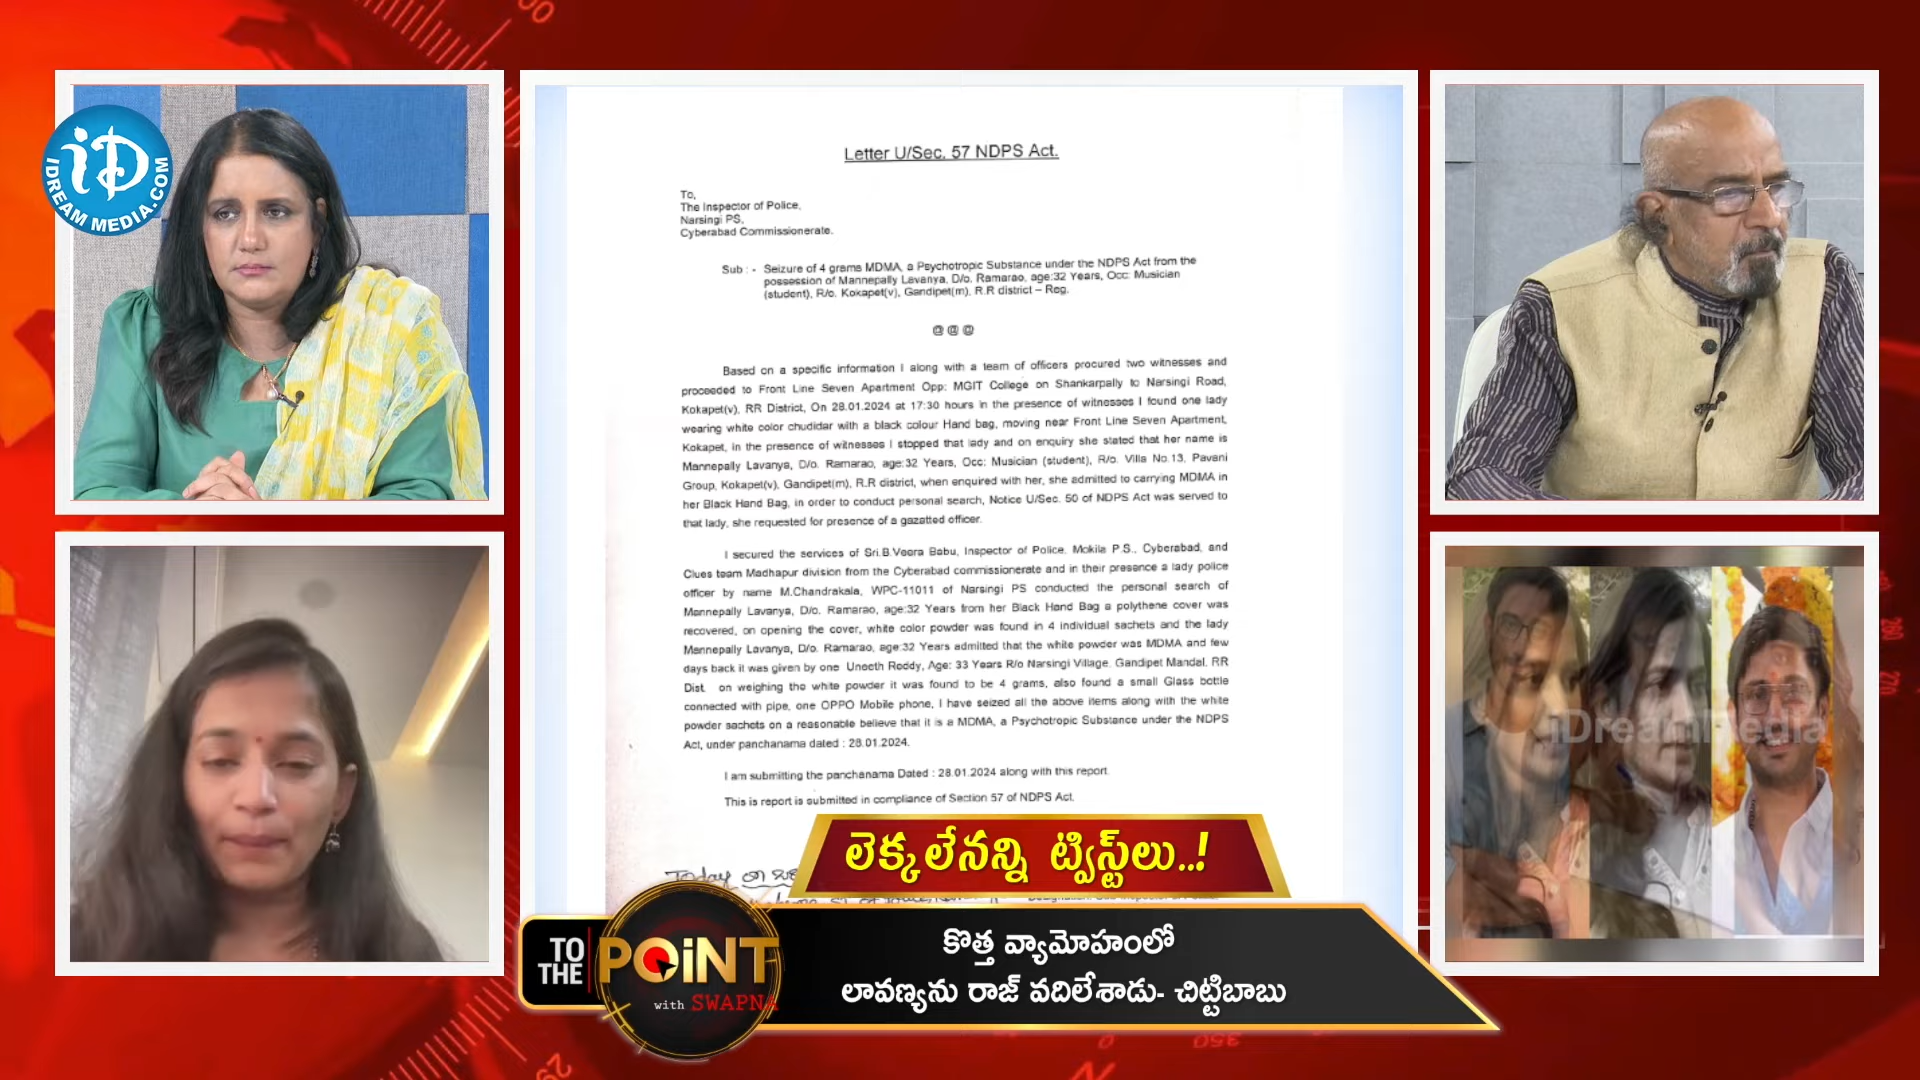 iD
IDREAM MEDIA.COM
Letter U/Sec. 57 NDPS Act.
To,
The Inspector of Police,
Narsingi PS,
Cyberabad Commissionerate.
Sub : - Seizure of 4 grams MDMA, a Psychotropic Substance under the NDPS Act from the
possession of Mannepally Lavanya, D/o. Ramarao, age:32 Years, Occ: Musician
(student), R/o. Kokapet(v), Gandipet(m), R.R district – Reg.
@@@
Based on a specific information I along with a team of officers procured two witnesses and
proceeded to Front Line Seven Apartment Opp: MGIT College on Shankarpally to Narsingi Road,
Kokapet(v), RR District, On 28.01.2024 at 17:30 hours in the presence of witnesses I found one lady
wearing white color chudidar with a black colour Hand bag, moving near Front Line Seven Apartment,
Kokapet, in the presence of witnesses I stopped that lady and on enquiry she stated that her name is
Mannepally Lavanya, D/o. Ramarao, age:32 Years, Occ: Musician (student), R/o. Villa No.13, Pavani
Group, Kokapet(v), Gandipet(m), R.R district, when enquired with her, she admitted to carrying MDMA in
her Black Hand Bag, in order to conduct personal search, Notice U/Sec. 50 of NDPS Act was served to
that lady, she requested for presence of a gazatted officer.
I secured the services of Sri.B.Veera Babu, Inspector of Police, Mokila P.S., Cyberabad, and
Clues team Madhapur division from the Cyberabad commissionerate and in their presence a lady police
officer by name M.Chandrakala, WPC-11011 of Narsingi PS conducted the personal search of
Mannepally Lavanya, D/o. Ramarao, age:32 Years from her Black Hand Bag a polythene cover was
recovered, on opening the cover, white color powder was found in 4 individual sachets and the lady
Mannepally Lavanya, D/o. Ramarao, age:32 Years admitted that the white powder was MDMA and few
days back it was given by one Uneeth Reddy, Age: 33 Years R/o Narsingi Village, Gandipet Mandal, RR
Dist. on weighing the white powder it was found to be 4 grams, also found a small Glass bottle
connected with pipe, one OPPO Mobile phone, I have seized all the above items along with the white
powder sachets on a reasonable believe that it is a MDMA, a Psychotropic Substance under the NDPS
Act, under panchanama dated : 28.01.2024.
I am submitting the panchanama Dated : 28.01.2024 along with this report.
This is report is submitted in compliance of Section 57 of NDPS Act.
Today on
iDreamMedia
లెక్కలేనన్ని ట్విస్ట్‌లు..!
TO THE POiNT
with SWAPNA
కొత్త వ్యామోహంలో
లావణ్యను రాజ్ వదిలేశాడు- చిట్టిబాబు